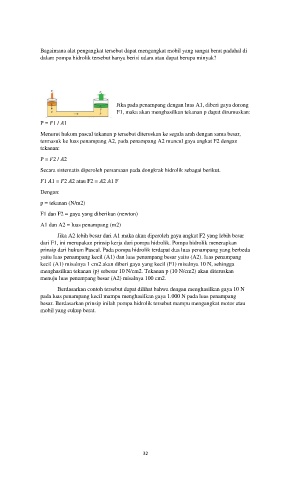 Bagaimana alat pengangkat tersebut dapat mengangkat mobil yang sangat berat padahal di
dalam pompa hidrolik tersebut hanya berisi udara atau dapat berupa minyak?
Jika pada penampang dengan luas A1, diberi gaya dorong
F1, maka akan menghasilkan tekanan p dapat dirumuskan:
P = F1 / A1
Menurut hukum pascal tekanan p tersebut diteruskan ke segala arah dengan sama besar,
termasuk ke luas penampang A2, pada penampang A2 muncul gaya angkat F2 dengan
tekanan:
P = F2 / A2
Secara sistematis diperoleh persamaan pada dongkrak hidrolik sebagai berikut.
F1 A1 = F2 A2 atau F2 = A2 A1 F
Dengan:
p = tekanan (N/m2)
F1 dan F2 = gaya yang diberikan (newton)
A1 dan A2 = luas penampang (m2)
Jika A2 lebih besar dari A1 maka akan diperoleh gaya angkat F2 yang lebih besar
dari F1, ini merupakan prinsip kerja dari pompa hidrolik. Pompa hidrolik menerapkan
prinsip dari hukum Pascal. Pada pompa hidrolik terdapat dua luas penampang yang berbeda
yaitu luas penampang kecil (A1) dan luas penampang besar yaitu (A2). luas penampang
kecil (A1) misalnya 1 cm2 akan diberi gaya yang kecil (F1) misalnya 10 N, sehingga
menghasilkan tekanan (p) sebesar 10 N/cm2. Tekanan p (10 N/cm2) akan diteruskan
menuju luas penampang besar (A2) misalnya 100 cm2.
Berdasarkan contoh tersebut dapat dilihat bahwa dengan menghasilkan gaya 10 N
pada luas penampang kecil mampu menghasilkan gaya 1.000 N pada luas penampang
besar. Berdasarkan prinsip inilah pompa hidrolik tersebut mampu mengangkat motor atau
mobil yang cukup berat.
32